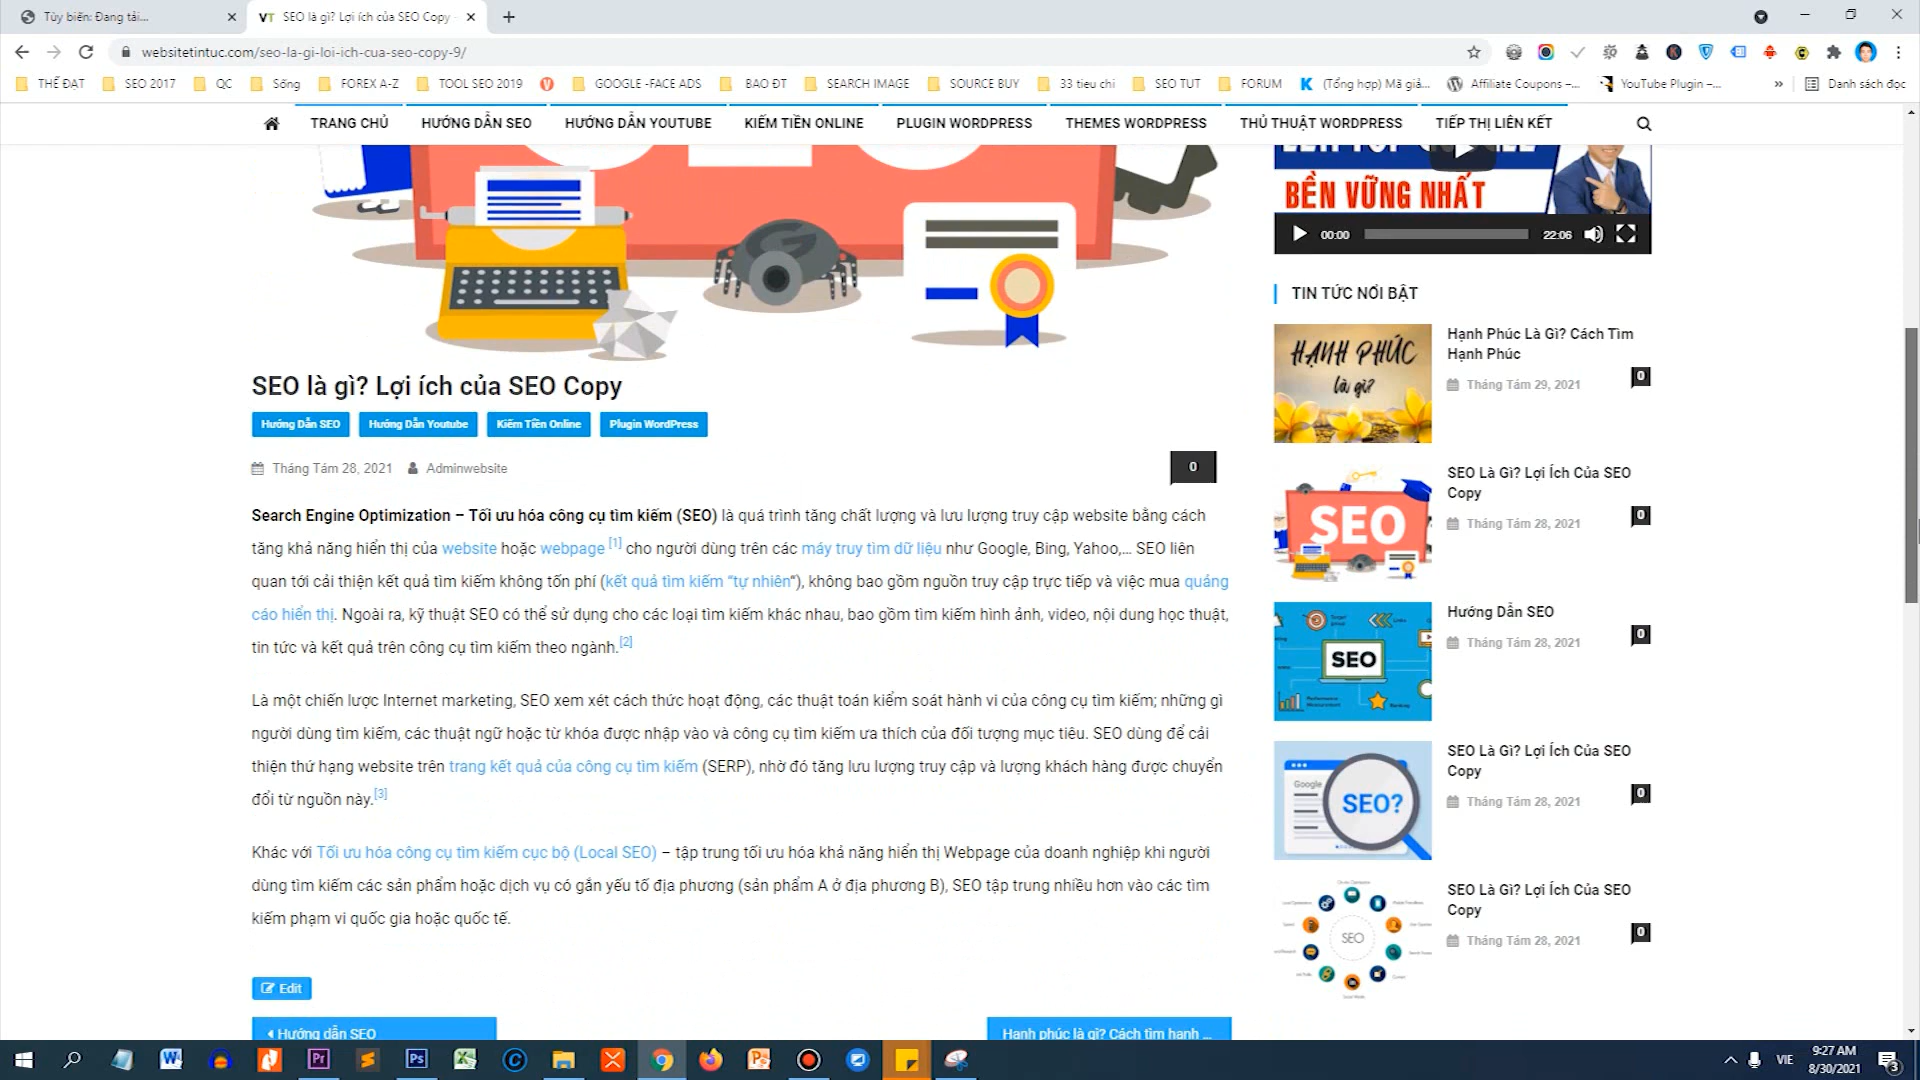 Tùy biến: Đang tải...
VT SEO là gì? Lợi ích của SEO Copy
websitetintuc.com/seo-la-gi-loi-ich-cua-seo-copy-9/
THẾ ĐẠT
SEO 2017
QC
Sống
FOREX A-Z
TOOL SEO 2019
GOOGLE -FACE ADS
BAO ĐT
SEARCH IMAGE
SOURCE BUY
33 tieu chi
SEO TUT
FORUM
(Tổng hợp) Mã giả...
Affiliate Coupons –...
YouTube Plugin –...
»
Danh sách đọc
TRANG CHỦ
HƯỚNG DẪN SEO
HƯỚNG DẪN YOUTUBE
KIẾM TIỀN ONLINE
PLUGIN WORDPRESS
THEMES WORDPRESS
THỦ THUẬT WORDPRESS
TIẾP THỊ LIÊN KẾT
BỀN VỮNG NHẤT
00:00
22:06
SEO là gì? Lợi ích của SEO Copy
Hướng Dẫn SEO
Hướng Dẫn Youtube
Kiếm Tiền Online
Plugin WordPress
Tháng Tám 28, 2021
Adminwebsite
0
Search Engine Optimization – Tối ưu hóa công cụ tìm kiếm (SEO) là quá trình tăng chất lượng và lưu lượng truy cập website bằng cách
tăng khả năng hiển thị của website hoặc webpage [1] cho người dùng trên các máy truy tìm dữ liệu như Google, Bing, Yahoo,... SEO liên
quan tới cải thiện kết quả tìm kiếm không tốn phí (kết quả tìm kiếm “tự nhiên“), không bao gồm nguồn truy cập trực tiếp và việc mua quảng
cáo hiển thị. Ngoài ra, kỹ thuật SEO có thể sử dụng cho các loại tìm kiếm khác nhau, bao gồm tìm kiếm hình ảnh, video, nội dung học thuật,
tin tức và kết quả trên công cụ tìm kiếm theo ngành.[2]
Là một chiến lược Internet marketing, SEO xem xét cách thức hoạt động, các thuật toán kiểm soát hành vi của công cụ tìm kiếm; những gì
người dùng tìm kiếm, các thuật ngữ hoặc từ khóa được nhập vào và công cụ tìm kiếm ưa thích của đối tượng mục tiêu. SEO dùng để cải
thiện thứ hạng website trên trang kết quả của công cụ tìm kiếm (SERP), nhờ đó tăng lưu lượng truy cập và lượng khách hàng được chuyển
đổi từ nguồn này.[3]
Khác với Tối ưu hóa công cụ tìm kiếm cục bộ (Local SEO) – tập trung tối ưu hóa khả năng hiển thị Webpage của doanh nghiệp khi người
dùng tìm kiếm các sản phẩm hoặc dịch vụ có gắn yếu tố địa phương (sản phẩm A ở địa phương B), SEO tập trung nhiều hơn vào các tìm
kiếm phạm vi quốc gia hoặc quốc tế.
Edit
Hướng dẫn SEO
Hạnh phúc là gì? Cách tìm hạnh ...
TIN TỨC NỔI BẬT
HẠNH PHÚC
là gì?
Hạnh Phúc Là Gì? Cách Tìm
Hạnh Phúc
Tháng Tám 29, 2021
0
SEO
SEO Là Gì? Lợi Ích Của SEO
Copy
Tháng Tám 28, 2021
0
SEO
Hướng Dẫn SEO
Tháng Tám 28, 2021
0
Google
SEO?
SEO Là Gì? Lợi Ích Của SEO
Copy
Tháng Tám 28, 2021
0
SEO
SEO Là Gì? Lợi Ích Của SEO
Copy
Tháng Tám 28, 2021
0
VIE
9:27 AM
8/30/2021
3